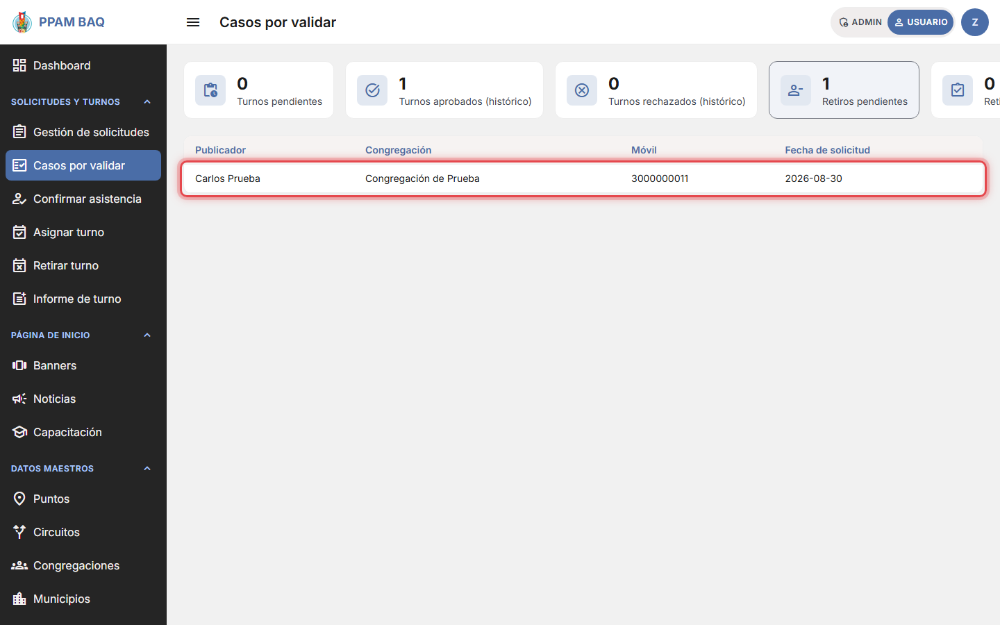 PPAM BAQ
Casos por validar
ADMIN
USUARIO
Z
Dashboard
SOLICITUDES Y TURNOS
Gestión de solicitudes
Casos por validar
Confirmar asistencia
Asignar turno
Retirar turno
Informe de turno
PÁGINA DE INICIO
Banners
Noticias
Capacitación
DATOS MAESTROS
Puntos
Circuitos
Congregaciones
Municipios
0
Turnos pendientes
1
Turnos aprobados (histórico)
0
Turnos rechazados (histórico)
1
Retiros pendientes
0
Reti
Publicador Congregación Móvil Fecha de solicitud
Carlos Prueba Congregación de Prueba 3000000011 2026-08-30